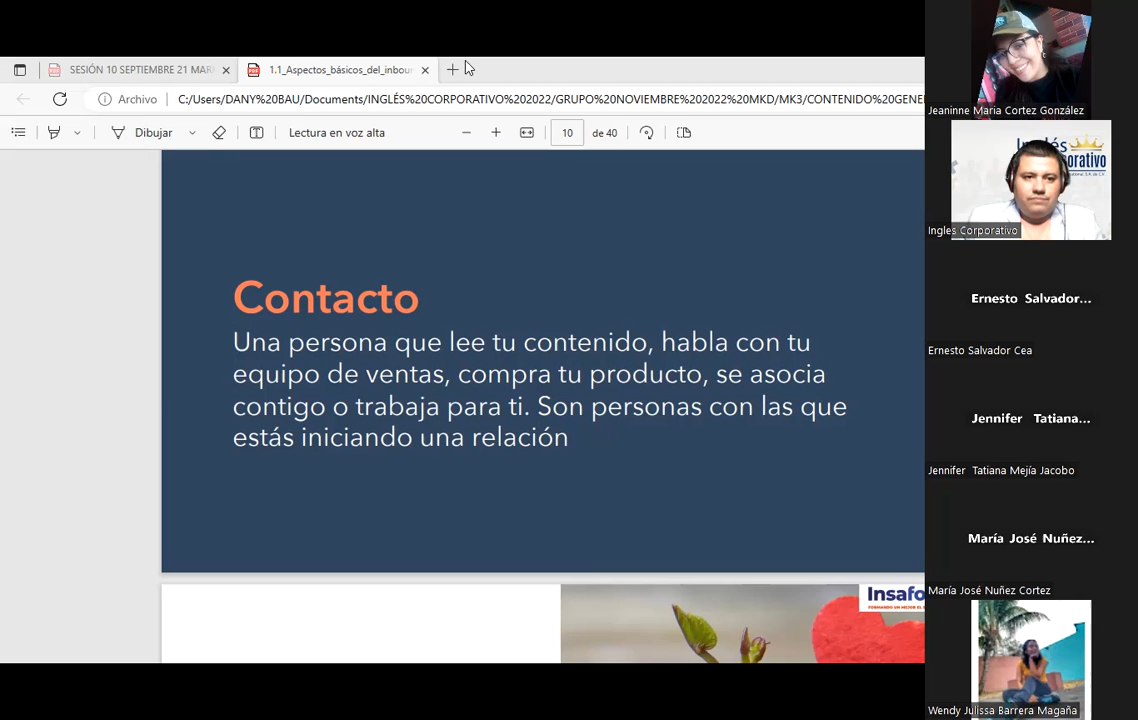 SESIÓN 10 SEPTIEMBRE 21 MAR
1.1_Aspectos_básicos_del_inbour
Archivo
C:/Users/DANY%20BAU/Documents/INGLÉS%20CORPORATIVO%202022/GRUPO%20NOVIEMBRE%202022%20MKD/MK3/CONTENIDO%20GENE
Dibujar
Lectura en voz alta
10 de 40
Contacto
Una persona que lee tu contenido, habla con tu
equipo de ventas, compra tu producto, se asocia
contigo o trabaja para ti. Son personas con las que
estás iniciando una relación
Insafo
Jeaninne Maria Cortez González
Inglés
orporativo
Ingles Corporativo
Ernesto Salvador...
Ernesto Salvador Cea
Jennifer Tatiana...
Jennifer Tatiana Mejía Jacobo
María José Nuñez...
María José Nuñez Cortez
Wendy Julissa Barrera Magaña